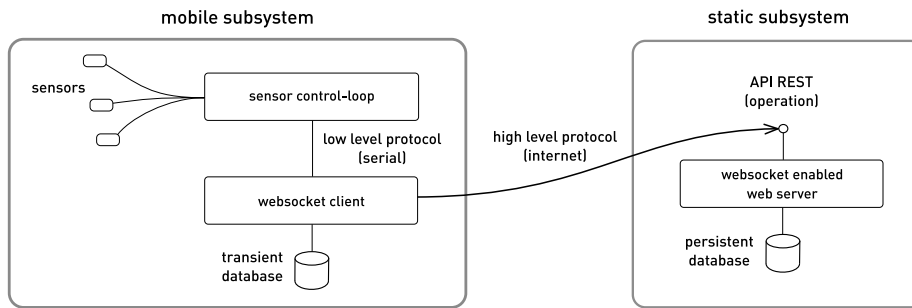 mobile subsystem
sensors
sensor control-loop
low level protocol
(serial)
websocket client
transient
database
high level protocol
(internet)
static subsystem
API REST
(operation)
websocket enabled
web server
persistent
database